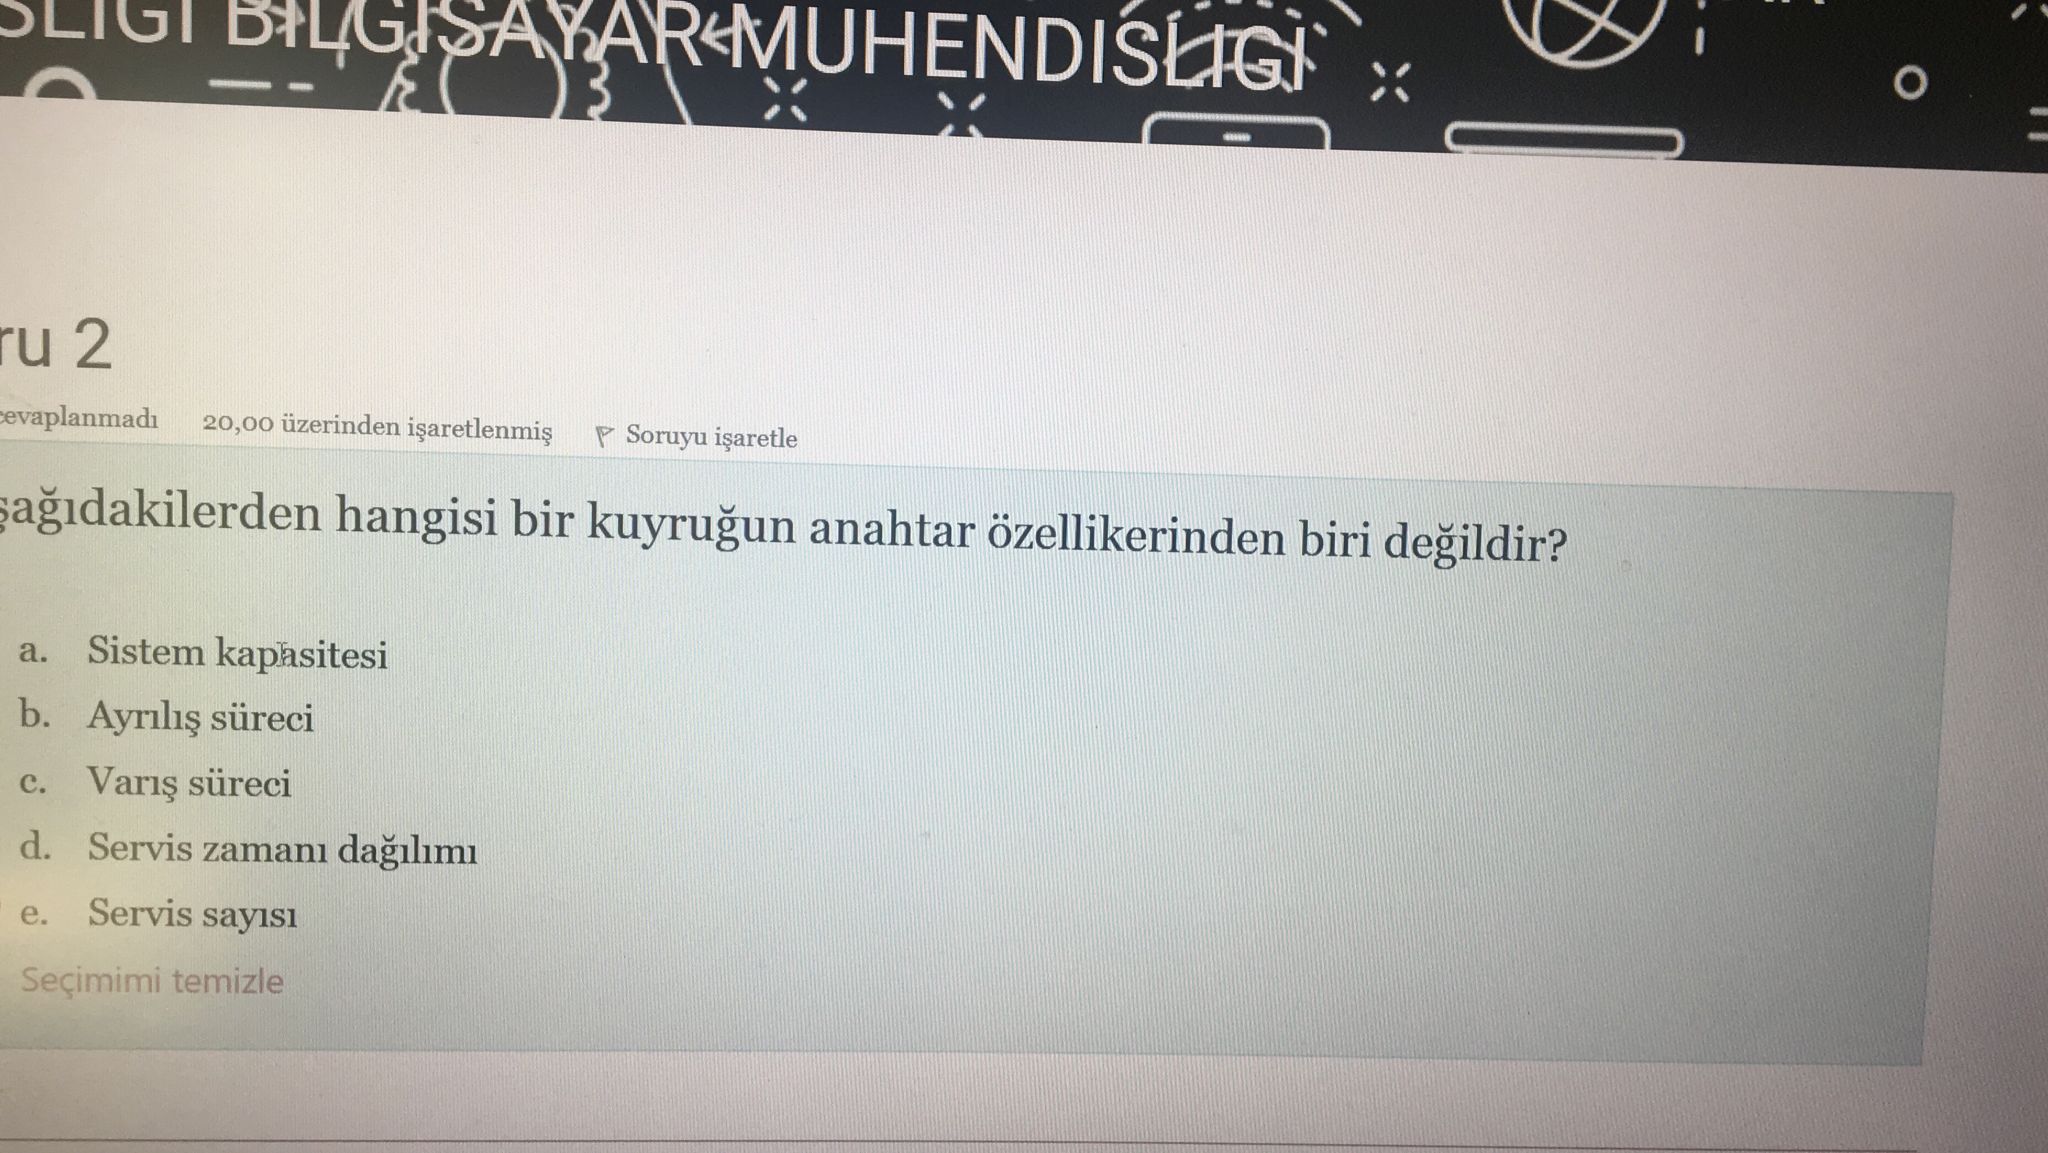 SLIGI BILGISAYAR MUHENDISLIGI
ru 2
cevaplanmadı 20,00 üzerinden işaretlenmiş Soruyu işaretle
şağıdakilerden hangisi bir kuyruğun anahtar özellikerinden biri değildir?
a. Sistem kapasitesi
b. Ayrılış süreci
c. Varış süreci
d. Servis zamanı dağılımı
e. Servis sayısı
Seçimimi temizle